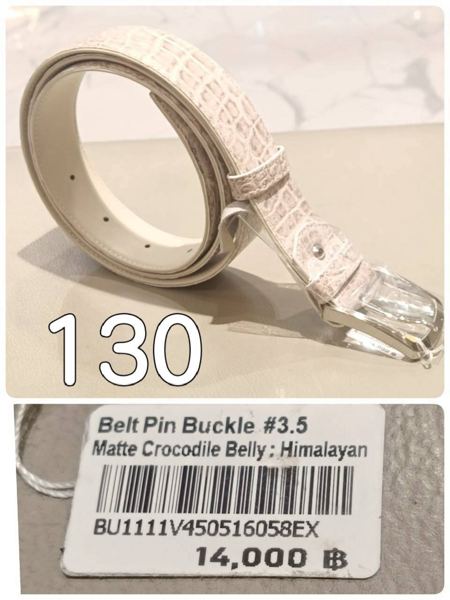 130
Belt Pin Buckle #3.5
Matte Crocodile Belly : Himalayan
BU1111V450516058EX
14,000 ฿